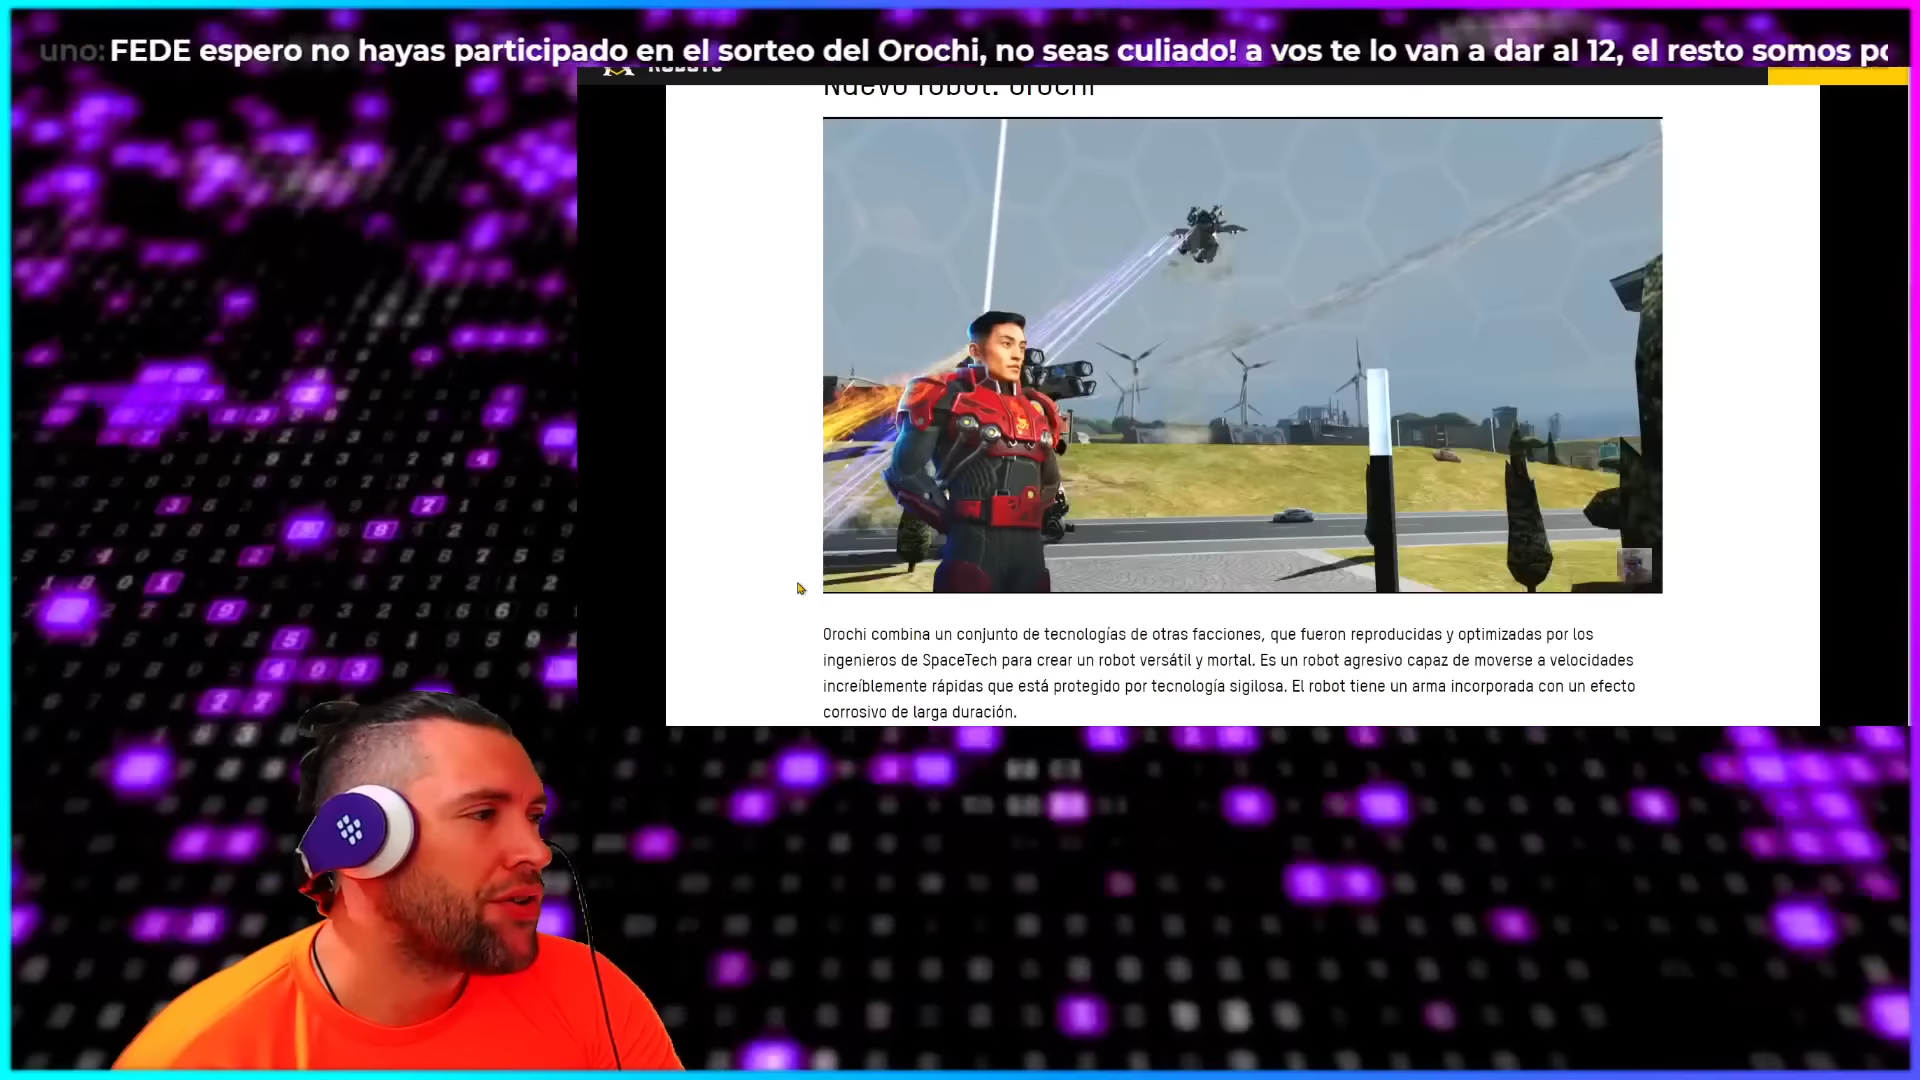 uno: FEDE espero no hayas participado en el sorteo del Orochi, no seas culiado! a vos te lo van a dar al 12, el resto somos po
ROBOTS
Nuevo robot: Orochi
Orochi combina un conjunto de tecnologías de otras facciones, que fueron reproducidas y optimizadas por los
ingenieros de SpaceTech para crear un robot versátil y mortal. Es un robot agresivo capaz de moverse a velocidades
increíblemente rápidas que está protegido por tecnología sigilosa. El robot tiene un arma incorporada con un efecto
corrosivo de larga duración.